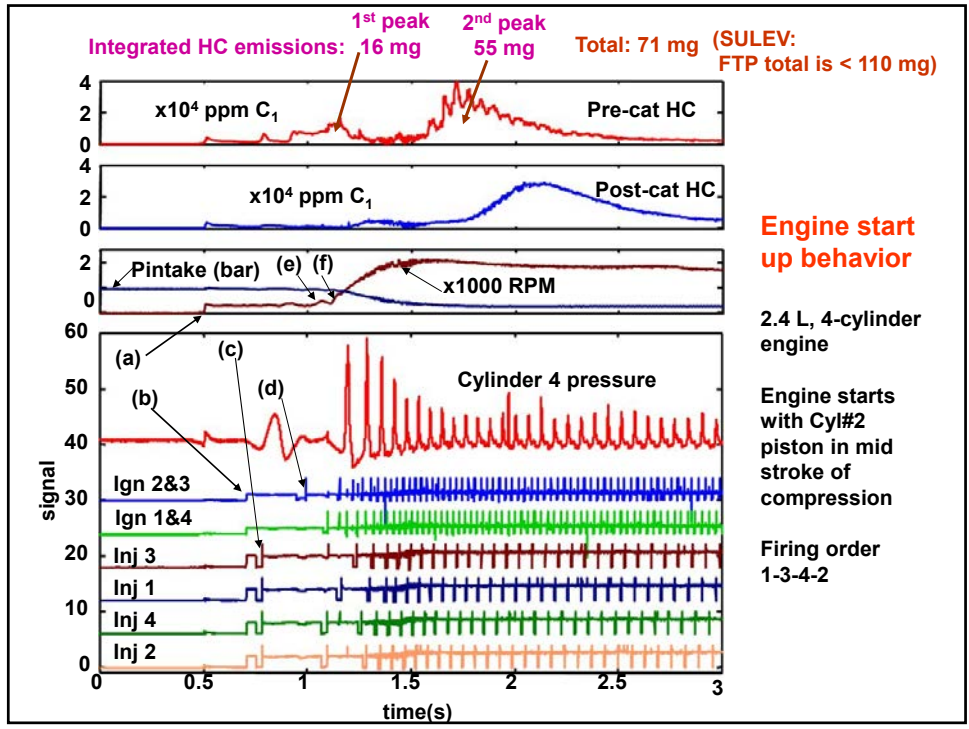 1st peak
2nd peak
Integrated HC emissions: 16 mg
55 mg
Total: 71 mg
(SULEV:
FTP total is < 110 mg)
4
2
0
x10⁴ ppm C₁
Pre-cat HC
4
2
0
x10⁴ ppm C₁
Post-cat HC
2
0
Pintake (bar)
(e)
(f)
x1000 RPM
(a)
60
50
40
30
20
10
0
signal
(b)
(c)
(d)
Cylinder 4 pressure
Ign 2&3
Ign 1&4
Inj 3
Inj 1
Inj 4
Inj 2
0
0.5
1
1.5
2
2.5
3
time(s)
Engine start
up behavior
2.4 L, 4-cylinder
engine
Engine starts
with Cyl#2
piston in mid
stroke of
compression
Firing order
1-3-4-2